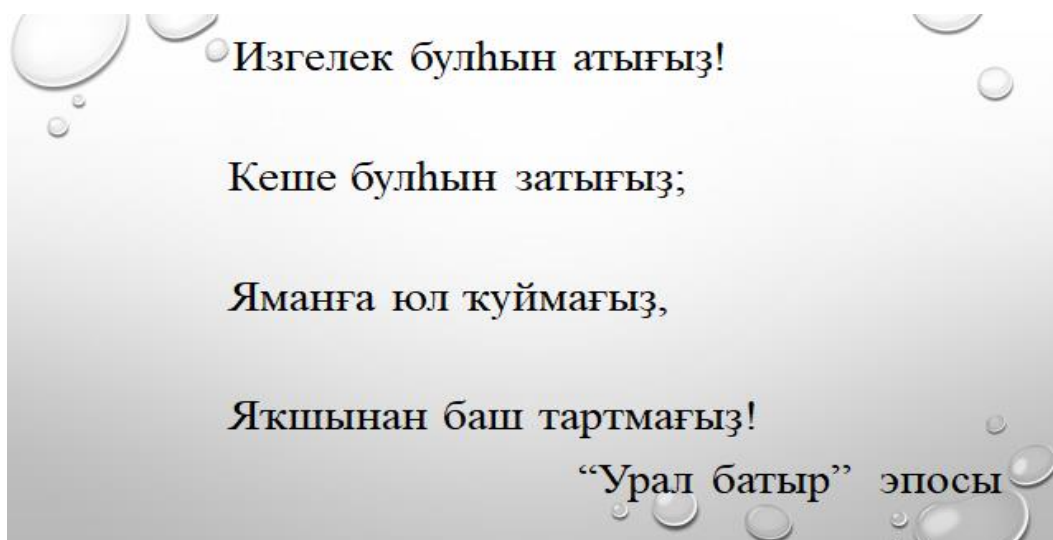 Изгелек булһын атығыҙ!
Кеше булһын затығыҙ;
Яманға юл ҡуймағыҙ,
Яҡшынан баш тартмағыҙ!
“Урал батыр” эпосы